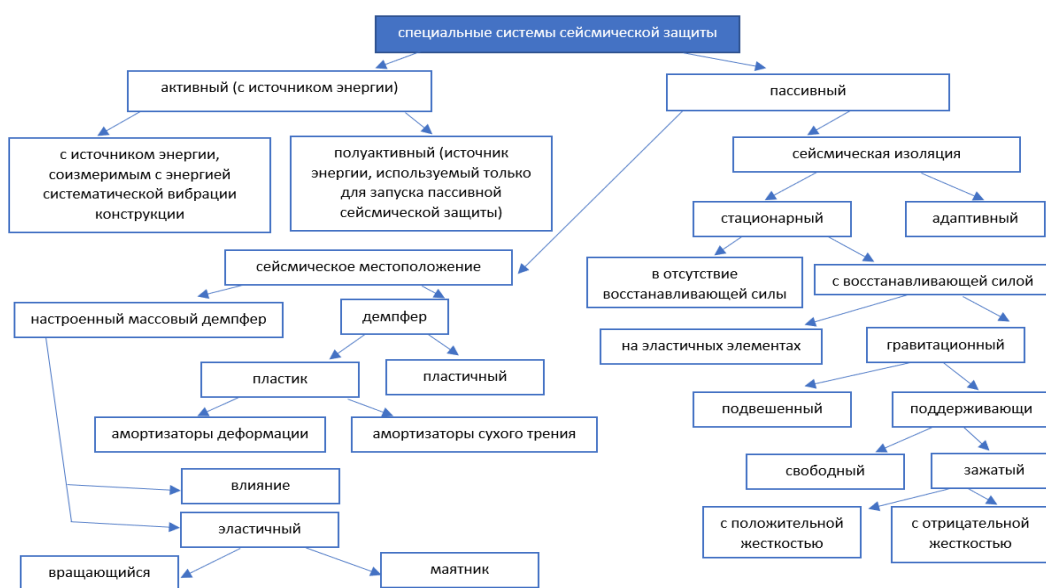 специальные системы сейсмической защиты
активный (с источником энергии)
пассивный
с источником энергии,
соизмеримым с энергией
систематической вибрации
конструкции
полуактивный (источник
энергии, используемый только
для запуска пассивной
сейсмической защиты)
сейсмическая изоляция
стационарный
адаптивный
сейсмическое местоположение
в отсутствие
восстанавливающей силы
с восстанавливающей силой
настроенный массовый демпфер
демпфер
на эластичных элементах
гравитационный
пластик
пластичный
подвешенный
поддерживающи
амортизаторы деформации
амортизаторы сухого трения
свободный
зажатый
влияние
эластичный
с положительной
жесткостью
с отрицательной
жесткостью
вращающийся
маятник